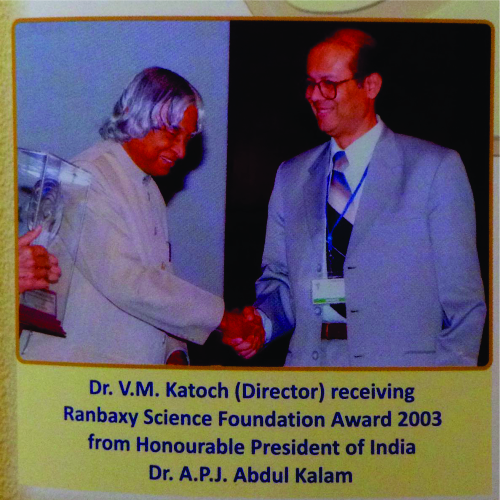 Dr. V.M. Katoch (Director) receiving
Ranbaxy Science Foundation Award 2003
from Honourable President of India
Dr. A.P.J. Abdul Kalam